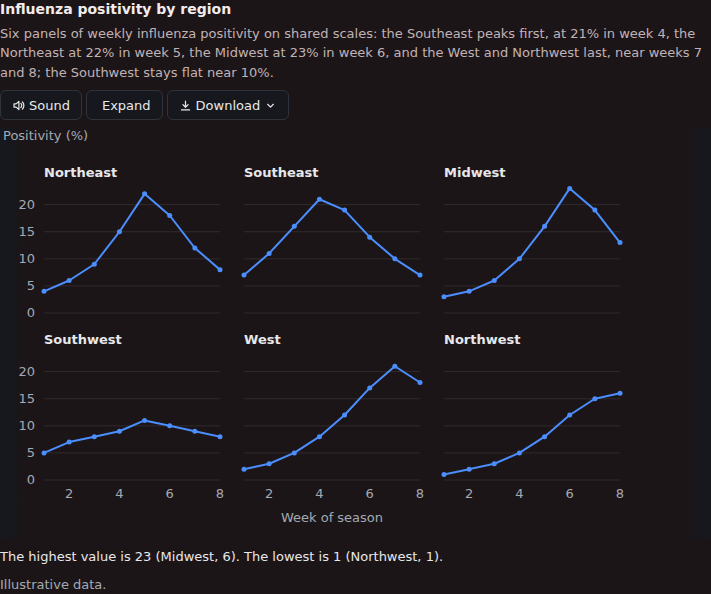 Influenza positivity by region
Six panels of weekly influenza positivity on shared scales: the Southeast peaks first, at 21% in week 4, the
Northeast at 22% in week 5, the Midwest at 23% in week 6, and the West and Northwest last, near weeks 7
and 8; the Southwest stays flat near 10%.
Sound Expand Download
Positivity (%)
Northeast Southeast Midwest
20
15
10
5
0
Southwest West Northwest
20
15
10
5
0
2 4 6 8 2 4 6 8 2 4 6 8
Week of season
The highest value is 23 (Midwest, 6). The lowest is 1 (Northwest, 1).
Illustrative data.